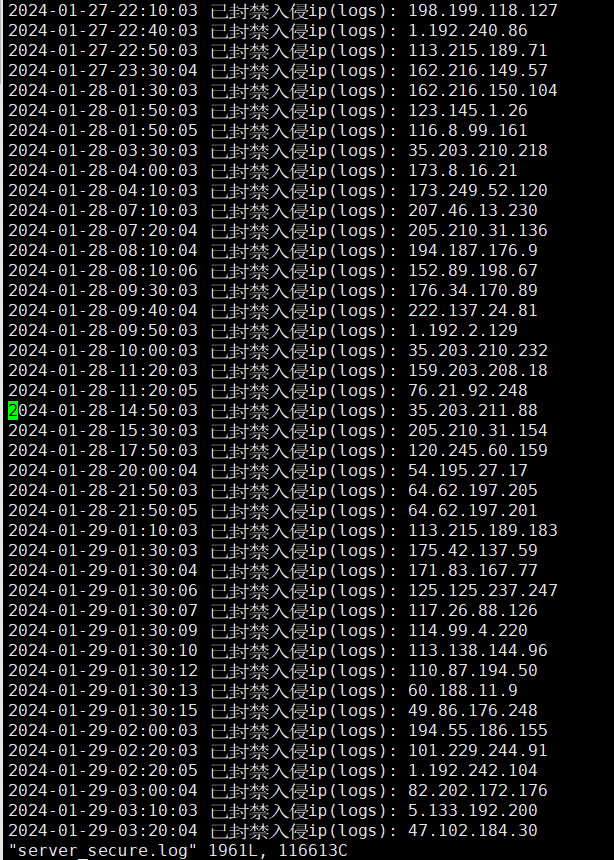 2024-01-27-22:10:03 已封禁入侵ip(logs): 198.199.118.127
2024-01-27-22:40:03 已封禁入侵ip(logs): 1.192.240.86
2024-01-27-22:50:03 已封禁入侵ip(logs): 113.215.189.71
2024-01-27-23:30:04 已封禁入侵ip(logs): 162.216.149.57
2024-01-28-01:30:03 已封禁入侵ip(logs): 162.216.150.104
2024-01-28-01:50:03 已封禁入侵ip(logs): 123.145.1.26
2024-01-28-01:50:05 已封禁入侵ip(logs): 116.8.99.161
2024-01-28-03:30:03 已封禁入侵ip(logs): 35.203.210.218
2024-01-28-04:00:03 已封禁入侵ip(logs): 173.8.16.21
2024-01-28-04:10:03 已封禁入侵ip(logs): 173.249.52.120
2024-01-28-07:10:03 已封禁入侵ip(logs): 207.46.13.230
2024-01-28-07:20:04 已封禁入侵ip(logs): 205.210.31.136
2024-01-28-08:10:04 已封禁入侵ip(logs): 194.187.176.9
2024-01-28-08:10:06 已封禁入侵ip(logs): 152.89.198.67
2024-01-28-09:30:03 已封禁入侵ip(logs): 176.34.170.89
2024-01-28-09:40:04 已封禁入侵ip(logs): 222.137.24.81
2024-01-28-09:50:03 已封禁入侵ip(logs): 1.192.2.129
2024-01-28-10:00:03 已封禁入侵ip(logs): 35.203.210.232
2024-01-28-11:20:03 已封禁入侵ip(logs): 159.203.208.18
2024-01-28-11:20:05 已封禁入侵ip(logs): 76.21.92.248
2024-01-28-14:50:03 已封禁入侵ip(logs): 35.203.211.88
2024-01-28-15:30:03 已封禁入侵ip(logs): 205.210.31.154
2024-01-28-17:50:03 已封禁入侵ip(logs): 120.245.60.159
2024-01-28-20:00:04 已封禁入侵ip(logs): 54.195.27.17
2024-01-28-21:50:03 已封禁入侵ip(logs): 64.62.197.205
2024-01-28-21:50:05 已封禁入侵ip(logs): 64.62.197.201
2024-01-29-01:10:03 已封禁入侵ip(logs): 113.215.189.183
2024-01-29-01:30:03 已封禁入侵ip(logs): 175.42.137.59
2024-01-29-01:30:04 已封禁入侵ip(logs): 171.83.167.77
2024-01-29-01:30:06 已封禁入侵ip(logs): 125.125.237.247
2024-01-29-01:30:07 已封禁入侵ip(logs): 117.26.88.126
2024-01-29-01:30:09 已封禁入侵ip(logs): 114.99.4.220
2024-01-29-01:30:10 已封禁入侵ip(logs): 113.138.144.96
2024-01-29-01:30:12 已封禁入侵ip(logs): 110.87.194.50
2024-01-29-01:30:13 已封禁入侵ip(logs): 60.188.11.9
2024-01-29-01:30:15 已封禁入侵ip(logs): 49.86.176.248
2024-01-29-02:00:03 已封禁入侵ip(logs): 194.55.186.155
2024-01-29-02:20:03 已封禁入侵ip(logs): 101.229.244.91
2024-01-29-02:20:05 已封禁入侵ip(logs): 1.192.242.104
2024-01-29-03:00:04 已封禁入侵ip(logs): 82.202.172.176
2024-01-29-03:10:03 已封禁入侵ip(logs): 5.133.192.200
2024-01-29-03:20:04 已封禁入侵ip(logs): 47.102.184.30
"server_secure.log" 1961L, 116613C